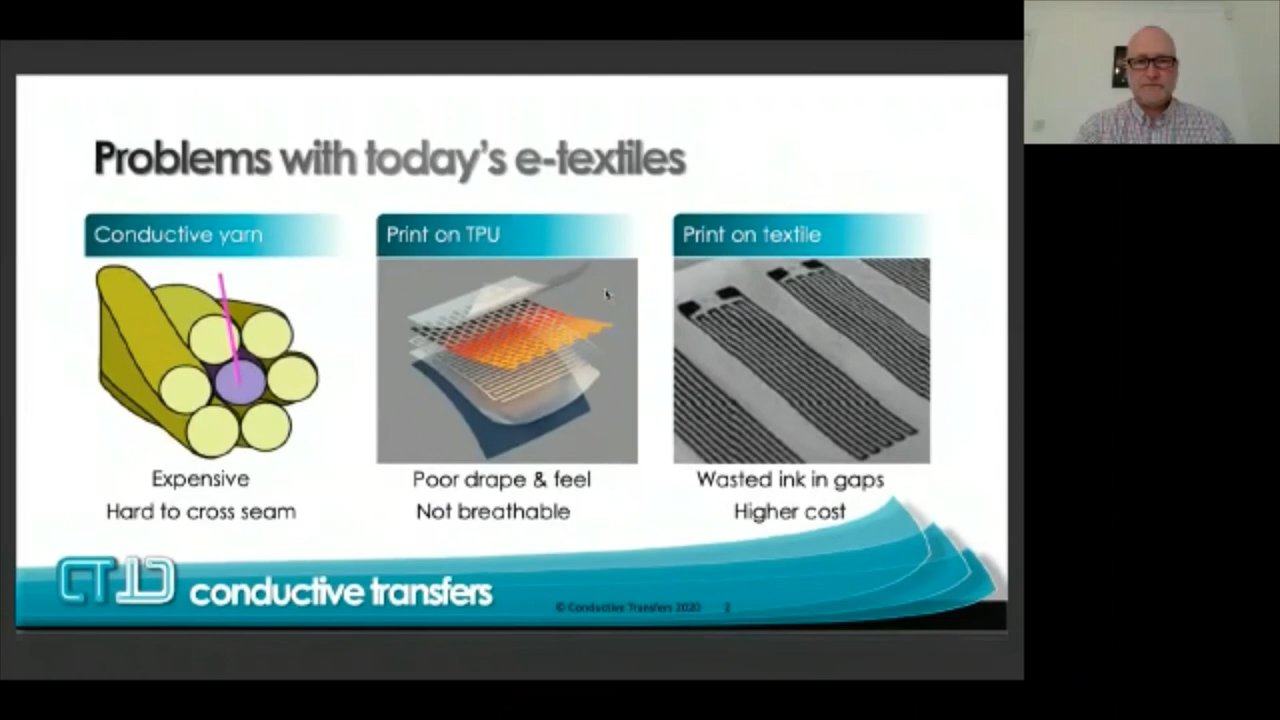 Problems with today's e-textiles
Conductive yarn
Expensive
Hard to cross seam
Print on TPU
Poor drape & feel
Not breathable
Print on textile
Wasted ink in gaps
Higher cost
CTLD conductive transfers
© Conductive Transfers 2020 2